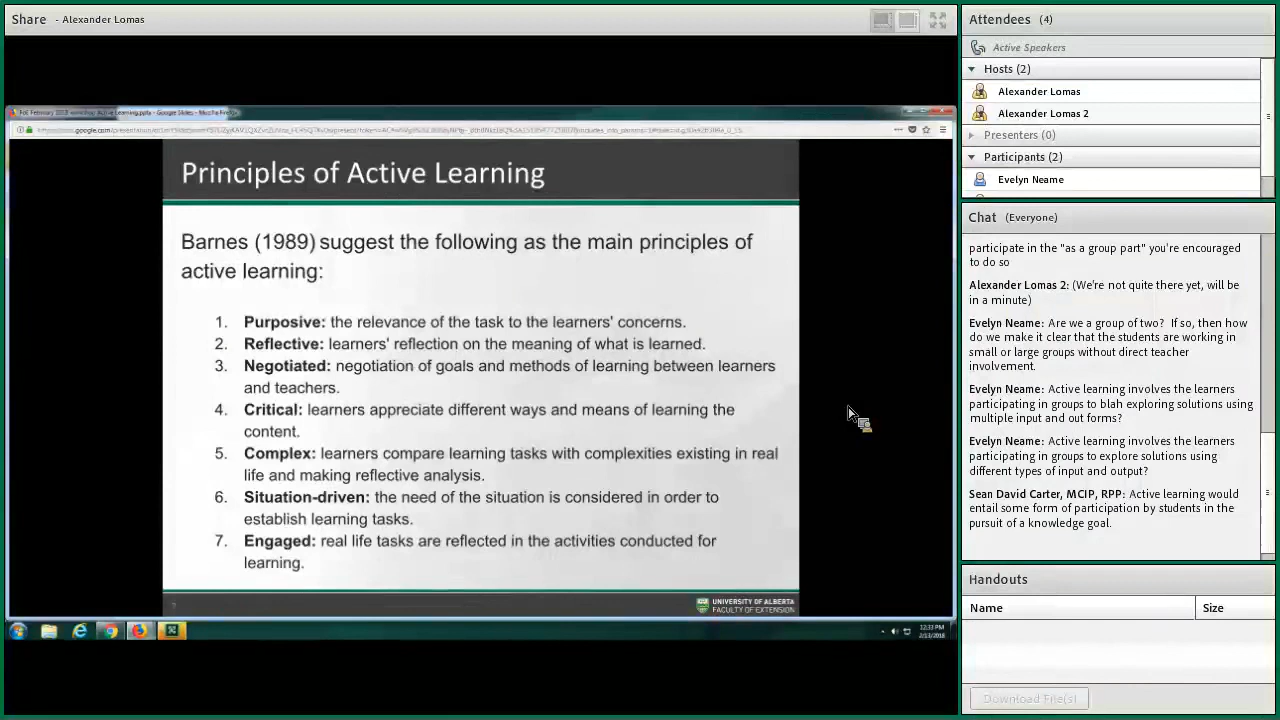 Share - Alexander Lomas
Principles of Active Learning
Barnes (1989) suggest the following as the main principles of
active learning:
1. Purposive: the relevance of the task to the learners' concerns.
2. Reflective: learners' reflection on the meaning of what is learned.
3. Negotiated: negotiation of goals and methods of learning between learners
and teachers.
4. Critical: learners appreciate different ways and means of learning the
content.
5. Complex: learners compare learning tasks with complexities existing in real
life and making reflective analysis.
6. Situation-driven: the need of the situation is considered in order to
establish learning tasks.
7. Engaged: real life tasks are reflected in the activities conducted for
learning.
UNIVERSITY OF ALBERTA
FACULTY OF EXTENSION
12:33 PM
2/13/2018
Attendees (4)
Active Speakers
Hosts (2)
Alexander Lomas
Alexander Lomas 2
Presenters (0)
Participants (2)
Evelyn Neame
Chat (Everyone)
participate in the "as a group part" you're encouraged
to do so
Alexander Lomas 2: (We're not quite there yet, will be
in a minute)
Evelyn Neame: Are we a group of two? If so, then how
do we make it clear that the students are working in
small or large groups without direct teacher
involvement.
Evelyn Neame: Active learning involves the learners
participating in groups to blah exploring solutions using
multiple input and out forms?
Evelyn Neame: Active learning involves the learners
participating in groups to explore solutions using
different types of input and output?
Sean David Carter, MCIP, RPP: Active learning would
entail some form of participation by students in the
pursuit of a knowledge goal.
Handouts
Name Size
Download File(s)